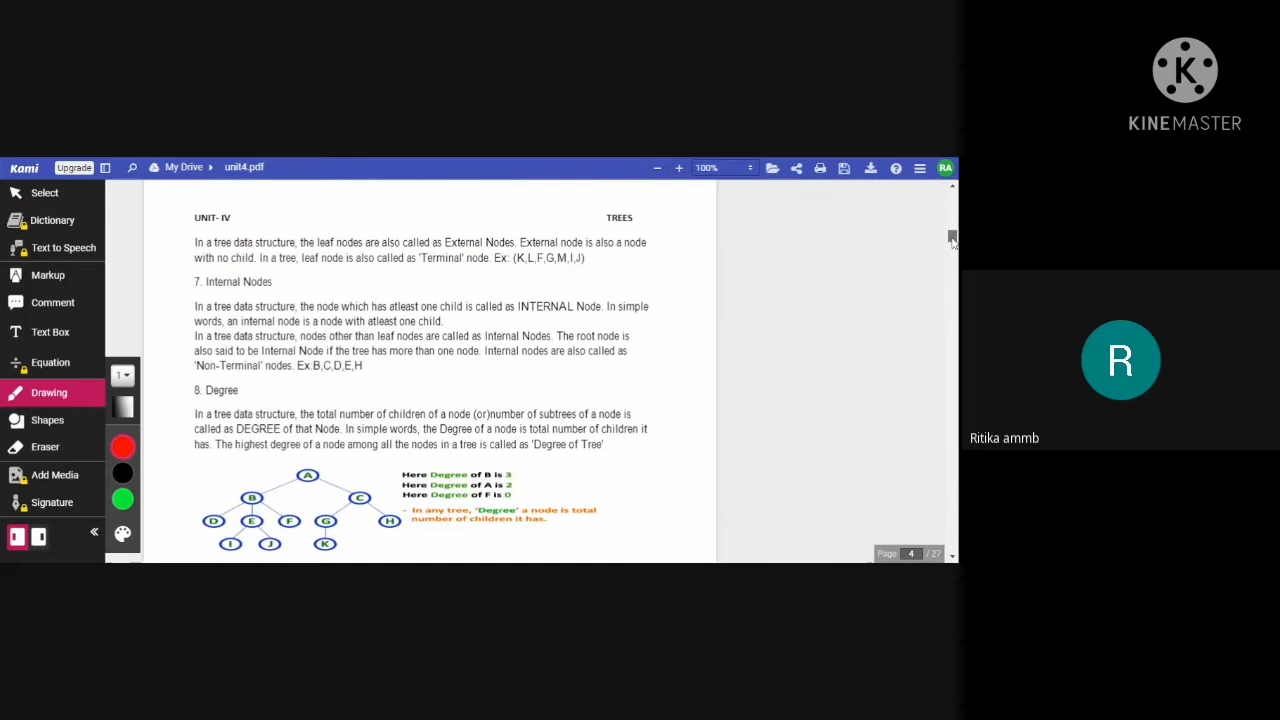 K
KINEMASTER
Kami
Upgrade
My Drive
unit4.pdf
100%
RA
Select
Dictionary
Text to Speech
Markup
Comment
Text Box
Equation
Drawing
Shapes
Eraser
Add Media
Signature
1
UNIT- IV TREES
In a tree data structure, the leaf nodes are also called as External Nodes. External node is also a node
with no child. In a tree, leaf node is also called as 'Terminal' node. Ex: (K,L,F,G,M,I,J)
7. Internal Nodes
In a tree data structure, the node which has atleast one child is called as INTERNAL Node. In simple
words, an internal node is a node with atleast one child.
In a tree data structure, nodes other than leaf nodes are called as Internal Nodes. The root node is
also said to be Internal Node if the tree has more than one node. Internal nodes are also called as
'Non-Terminal' nodes. Ex:B,C,D,E,H
8. Degree
In a tree data structure, the total number of children of a node (or)number of subtrees of a node is
called as DEGREE of that Node. In simple words, the Degree of a node is total number of children it
has. The highest degree of a node among all the nodes in a tree is called as 'Degree of Tree'
A
B C
D E F G H
I J K
Here Degree of B is 3
Here Degree of A is 2
Here Degree of F is 0
- In any tree, 'Degree' a node is total
number of children it has.
Page 4 / 27
R
Ritika ammb